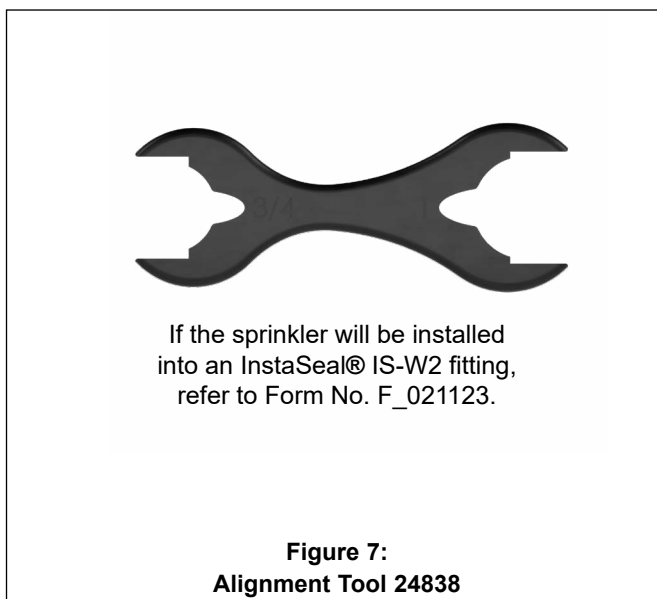 3/4
1
If the sprinkler will be installed
into an InstaSeal® IS-W2 fitting,
refer to Form No. F_021123.
Figure 7:
Alignment Tool 24838